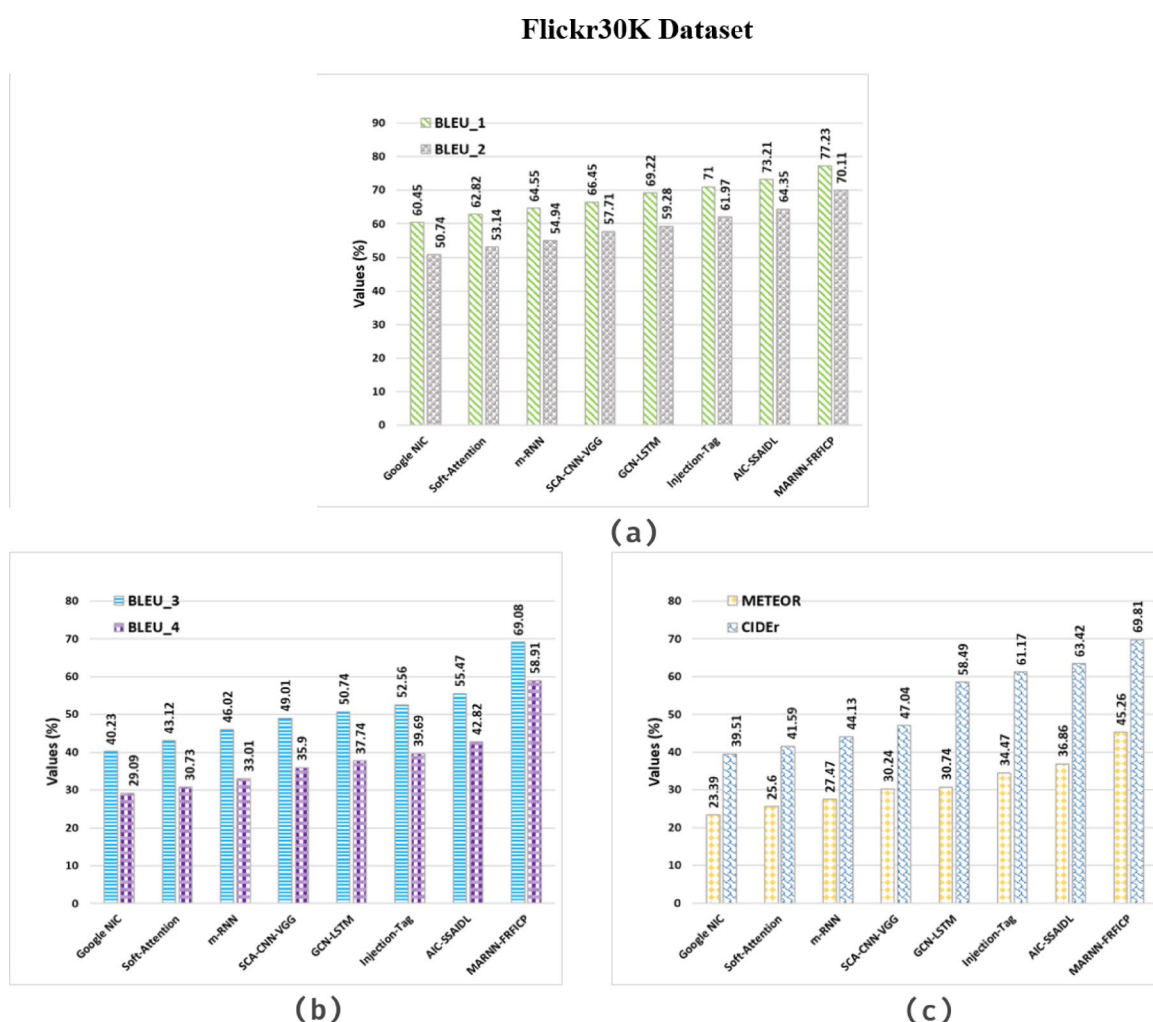 Flickr30K Dataset
BLEU_1
BLEU_2
Values (%)
90
80
70
60
50
40
30
20
10
0
60.45
50.74
62.82
53.14
64.55
54.94
66.45
57.71
69.22
59.28
71
61.97
73.21
64.35
77.23
70.11
Google NIC
Soft-Attention
m-RNN
SCA-CNN-VGG
GCN-LSTM
Injection-Tag
AIC-SSAIDL
MARNN-FRFICP
(a)
BLEU_3
BLEU_4
Values (%)
80
70
60
50
40
30
20
10
0
40.23
29.09
43.12
30.73
46.02
33.01
49.01
35.9
50.74
37.74
52.56
39.69
55.47
42.82
69.08
58.91
Google NIC
Soft-Attention
m-RNN
SCA-CNN-VGG
GCN-LSTM
Injection-Tag
AIC-SSAIDL
MARNN-FRFICP
(b)
METEOR
CIDEr
Values (%)
80
70
60
50
40
30
20
10
0
23.39
39.51
25.6
41.59
27.47
44.13
30.24
47.04
30.74
58.49
34.47
61.17
36.86
63.42
45.26
69.81
Google NIC
Soft-Attention
m-RNN
SCA-CNN-VGG
GCN-LSTM
Injection-Tag
AIC-SSAIDL
MARNN-FRFICP
(c)